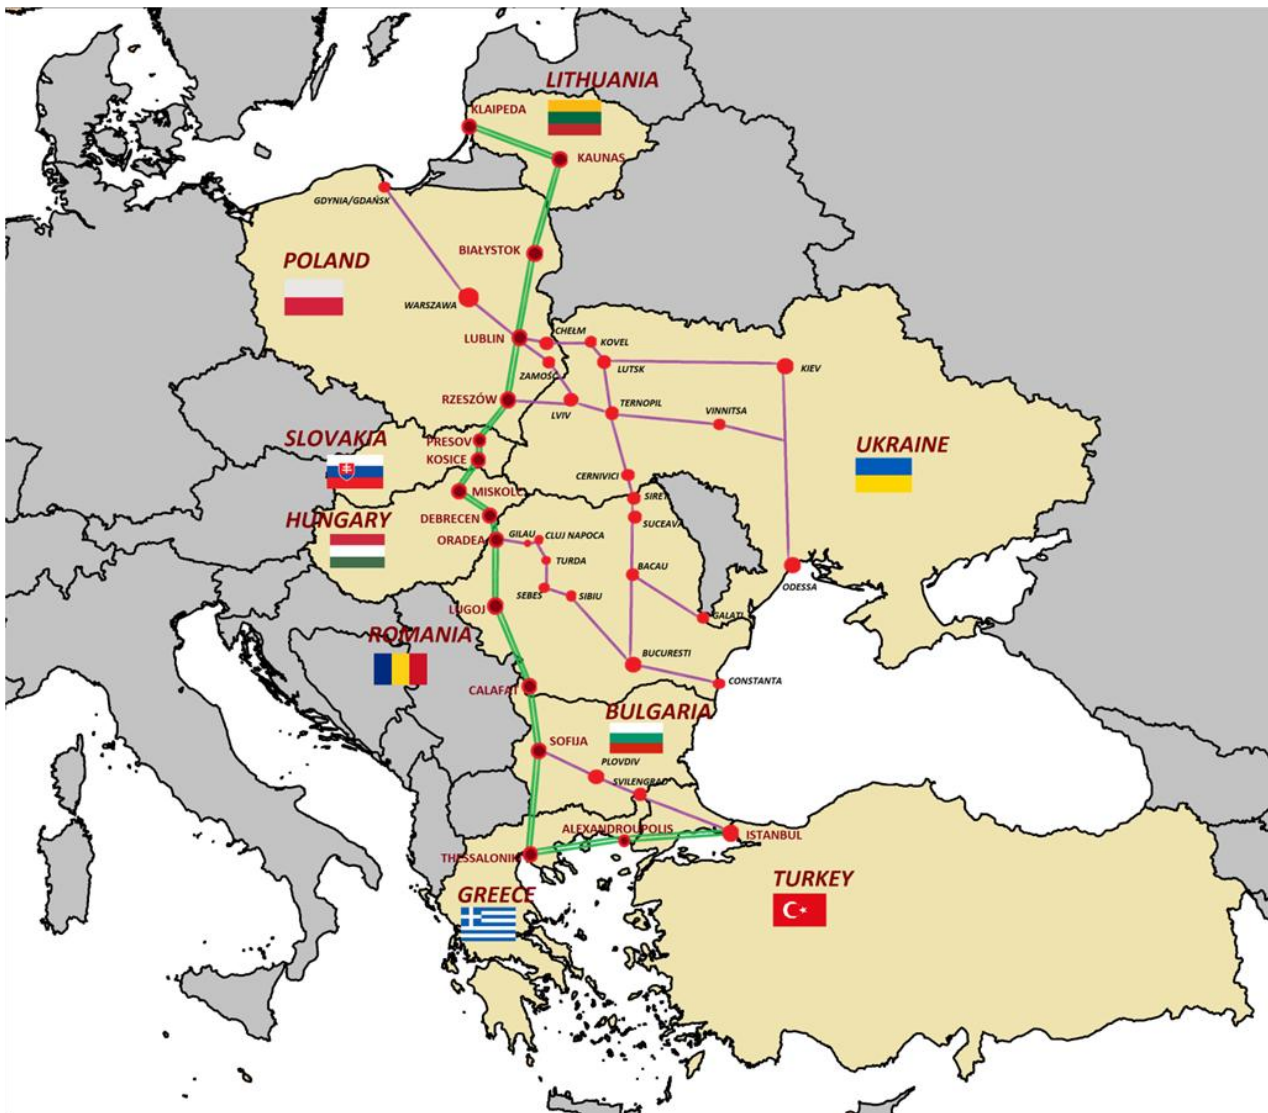 LITHUANIA
KLAIPEDA
KAUNAS
GDYNIA/GDAŃSK
BIAŁYSTOK
POLAND
WARSZAWA
LUBLIN
CHEŁM
KOVEL
ZAMOŚĆ
LUTSK
KIEV
RZESZÓW
LVIV
TERNOPIL
VINNITSA
UKRAINE
SLOVAKIA
PRESOV
KOSICE
CERNIVICI
MISKOLC
SIRET
HUNGARY
DEBRECEN
SUCEAVA
ORADEA
GILAU
CLUJ NAPOCA
TURDA
BACAU
ODESSA
SEBES
SIBIU
LUGOJ
GALATI
ROMANIA
BUCURESTI
CALAFAT
CONSTANTA
BULGARIA
SOFIJA
PLOVDIV
SVILENGRAD
ALEXANDROUPOLIS
ISTANBUL
THESSALONIKI
GREECE
TURKEY